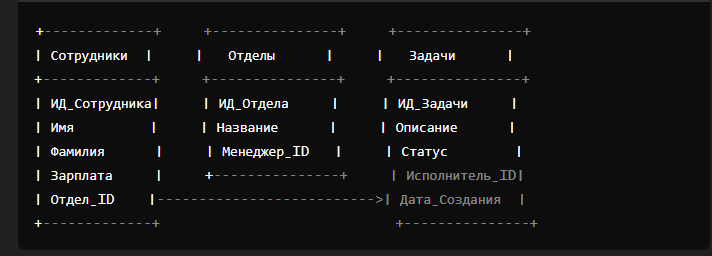 +-------------+ +---------------+ +---------------+
| Сотрудники | | Отделы | | Задачи |
+-------------+ +---------------+ +---------------+
| ИД_Сотрудника| | ИД_Отдела | | ИД_Задачи |
| Имя | | Название | | Описание |
| Фамилия | | Менеджер_ID | | Статус |
| Зарплата | +---------------+ | Исполнитель_ID|
| Отдел_ID |-------------------------->| Дата_Создания |
+-------------+ +---------------+